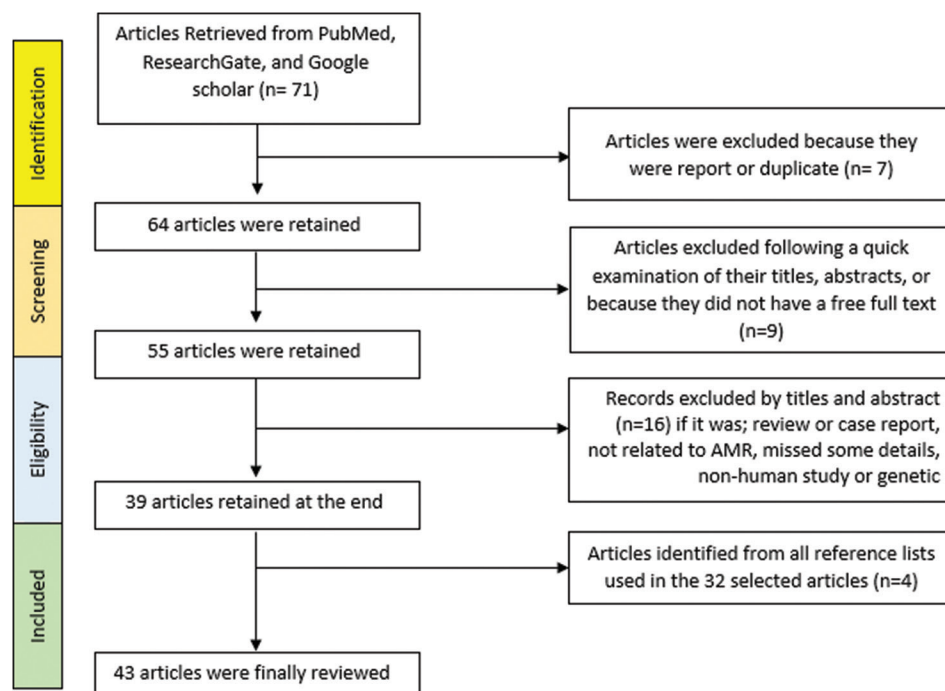 Articles Retrieved from PubMed,
ResearchGate, and Google
scholar (n= 71)
Identification
Articles were excluded because they
were report or duplicate (n= 7)
64 articles were retained
Screening
Articles excluded following a quick
examination of their titles, abstracts, or
because they did not have a free full text
(n=9)
55 articles were retained
Eligibility
Records excluded by titles and abstract
(n=16) if it was; review or case report,
not related to AMR, missed some details,
non-human study or genetic
39 articles retained at the end
Included
Articles identified from all reference lists
used in the 32 selected articles (n=4)
43 articles were finally reviewed